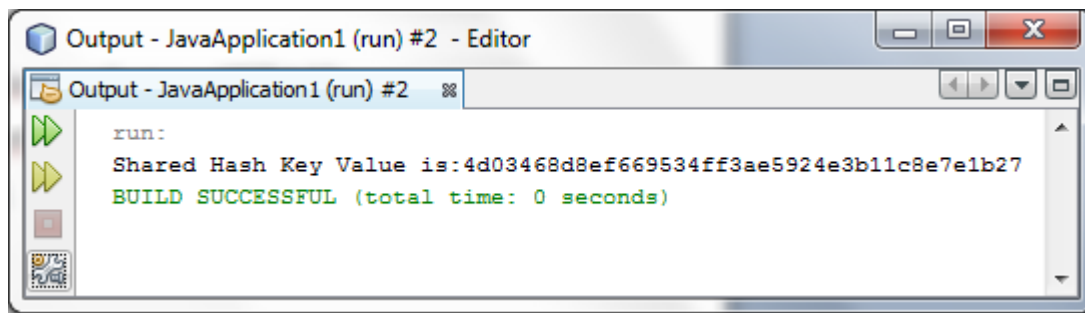 Output - JavaApplication1 (run) #2 - Editor
Output - JavaApplication1 (run) #2
run:
Shared Hash Key Value is:4d03468d8ef669534ff3ae5924e3b11c8e7e1b27
BUILD SUCCESSFUL (total time: 0 seconds)